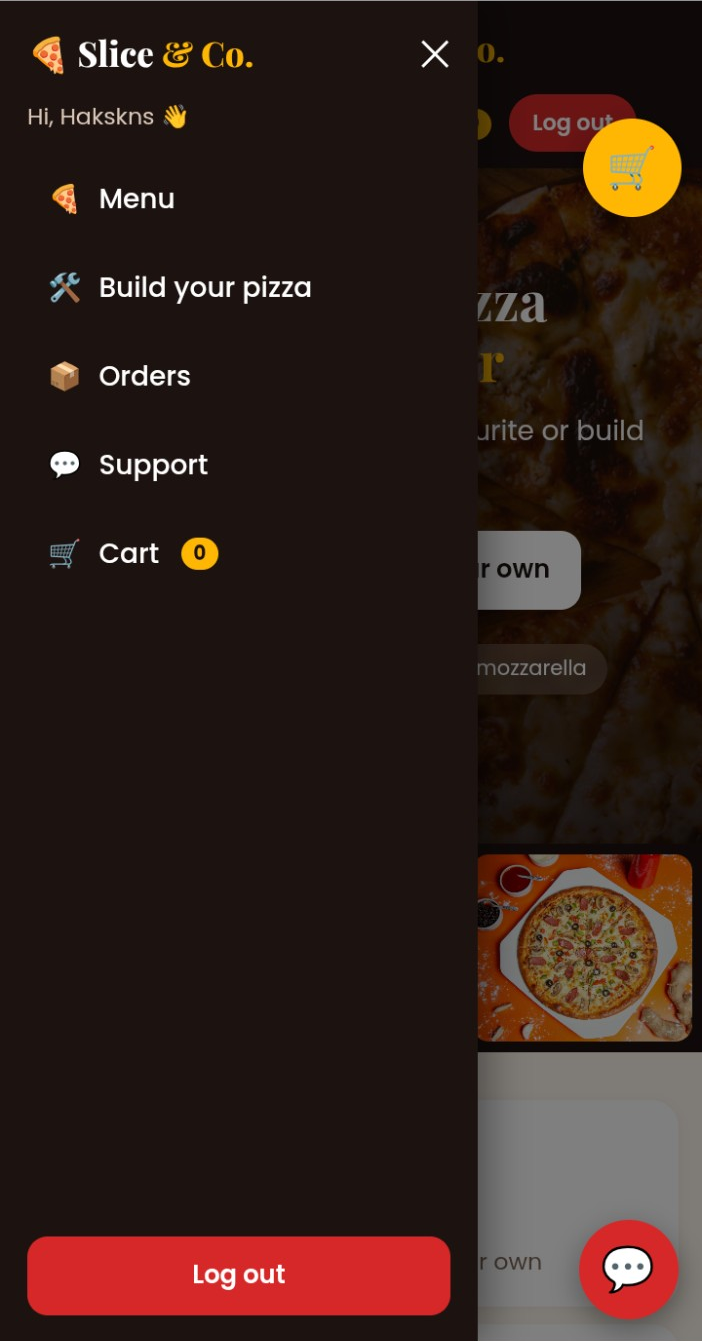 Slice & Co.
Hi, Hakskns 👋
Menu
Build your pizza
Orders
Support
Cart 0
Log out
o.
Log out
zza
r
urite or build
r own
mozzarella
r own